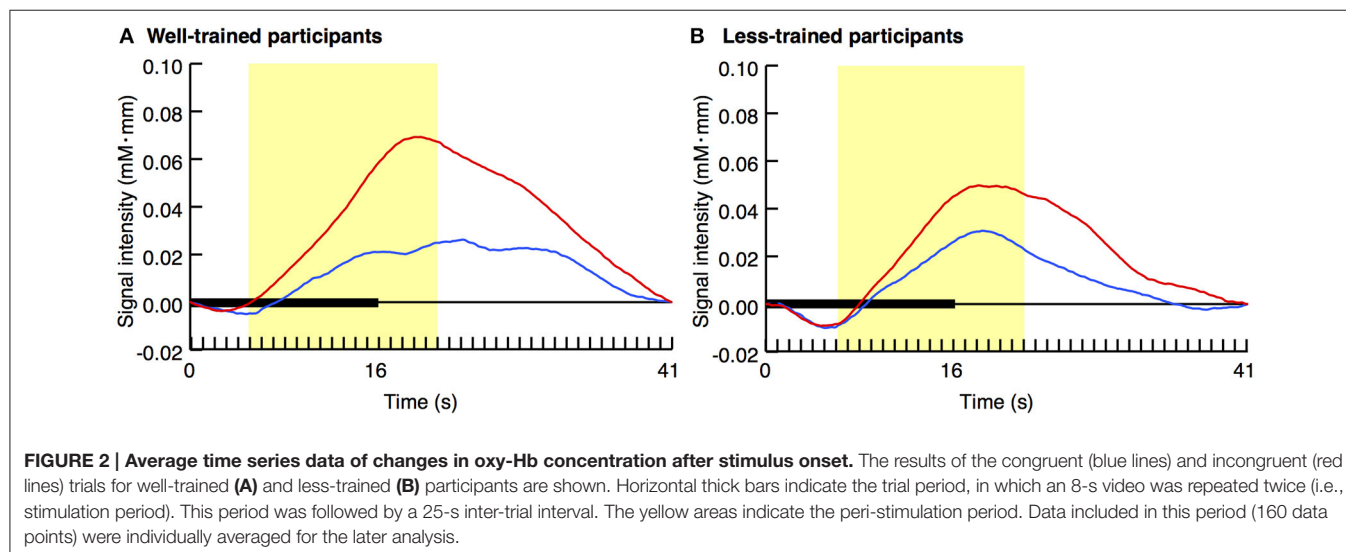 A Well-trained participants
B Less-trained participants
Signal intensity (mM·mm)
0.10
0.08
0.06
0.04
0.02
0.00
-0.02
0
16
41
Time (s)
Signal intensity (mM·mm)
0.10
0.08
0.06
0.04
0.02
0.00
-0.02
0
16
41
Time (s)
FIGURE 2 | Average time series data of changes in oxy-Hb concentration after stimulus onset. The results of the congruent (blue lines) and incongruent (red
lines) trials for well-trained (A) and less-trained (B) participants are shown. Horizontal thick bars indicate the trial period, in which an 8-s video was repeated twice (i.e.,
stimulation period). This period was followed by a 25-s inter-trial interval. The yellow areas indicate the peri-stimulation period. Data included in this period (160 data
points) were individually averaged for the later analysis.